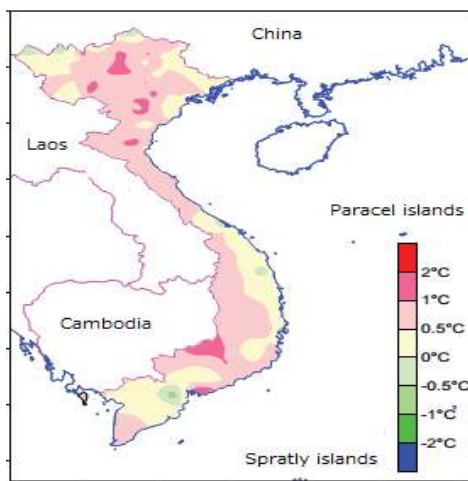 China
Laos
Paracel islands
Cambodia
2°C
1°C
0.5°C
0°C
-0.5°C
-1°C
-2°C
Spratly islands